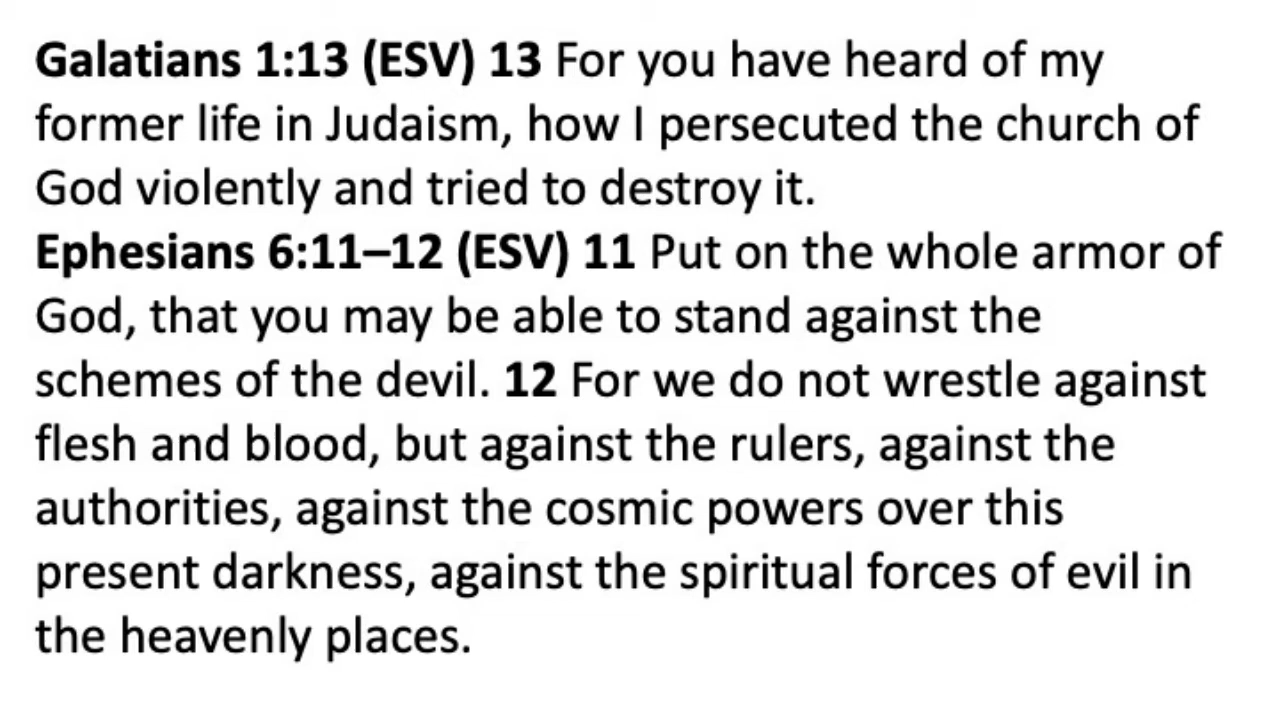 Galatians 1:13 (ESV) 13 For you have heard of my
former life in Judaism, how I persecuted the church of
God violently and tried to destroy it.
Ephesians 6:11–12 (ESV) 11 Put on the whole armor of
God, that you may be able to stand against the
schemes of the devil. 12 For we do not wrestle against
flesh and blood, but against the rulers, against the
authorities, against the cosmic powers over this
present darkness, against the spiritual forces of evil in
the heavenly places.